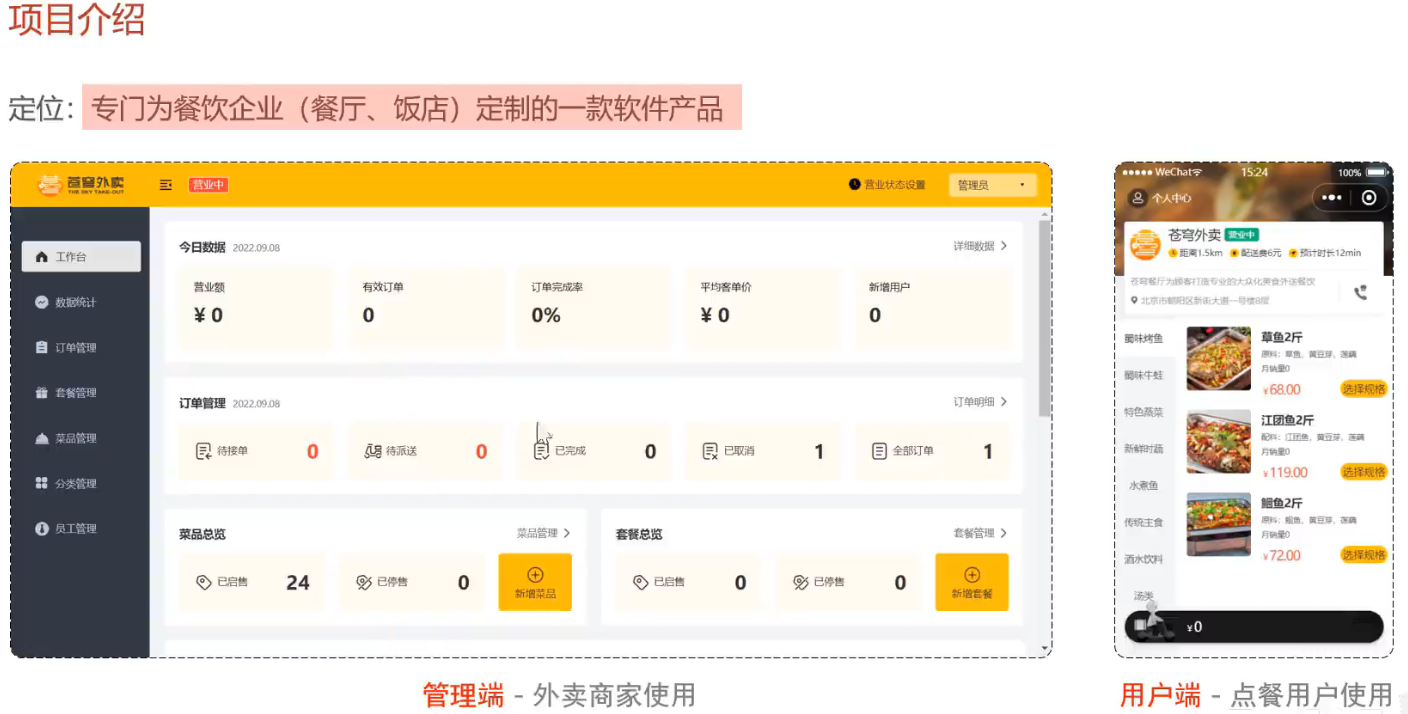 项目介绍
定位：专门为餐饮企业（餐厅、饭店）定制的一款软件产品
苍穹外卖
THE SKY TAKE-OUT
营业中
营业状态设置
管理员
工作台
数据统计
订单管理
套餐管理
菜品管理
分类管理
员工管理
今日数据 2022.09.08
详细数据
营业额 有效订单 订单完成率 平均客单价 新增用户
¥ 0 0 0% ¥ 0 0
订单管理 2022.09.08
订单明细
待接单 0 待派送 0 已完成 0 已取消 1 全部订单 1
菜品总览 菜品管理
已启售 24 已停售 0 新增菜品
套餐总览 套餐管理
已启售 0 已停售 0 新增套餐
管理端 - 外卖商家使用
WeChat 15:24 100%
个人中心
苍穹外卖 营业中
距离1.5km 配送费6元 预计时长12min
苍穹餐厅为顾客打造专业的大众化美食外送餐饮
北京市朝阳区新街大道一号楼8层
蜀味烤鱼
蜀味牛蛙
特色蒸菜
新鲜时蔬
水煮鱼
传统主食
酒水饮料
汤类
草鱼2斤
原料：草鱼，黄豆芽，莲藕
月销量0
¥68.00 选择规格
江团鱼2斤
配料：江团鱼，黄豆芽，莲藕
月销量0
¥119.00 选择规格
鮰鱼2斤
原料：鮰鱼，黄豆芽，莲藕
月销量0
¥72.00 选择规格
¥0
用户端 - 点餐用户使用